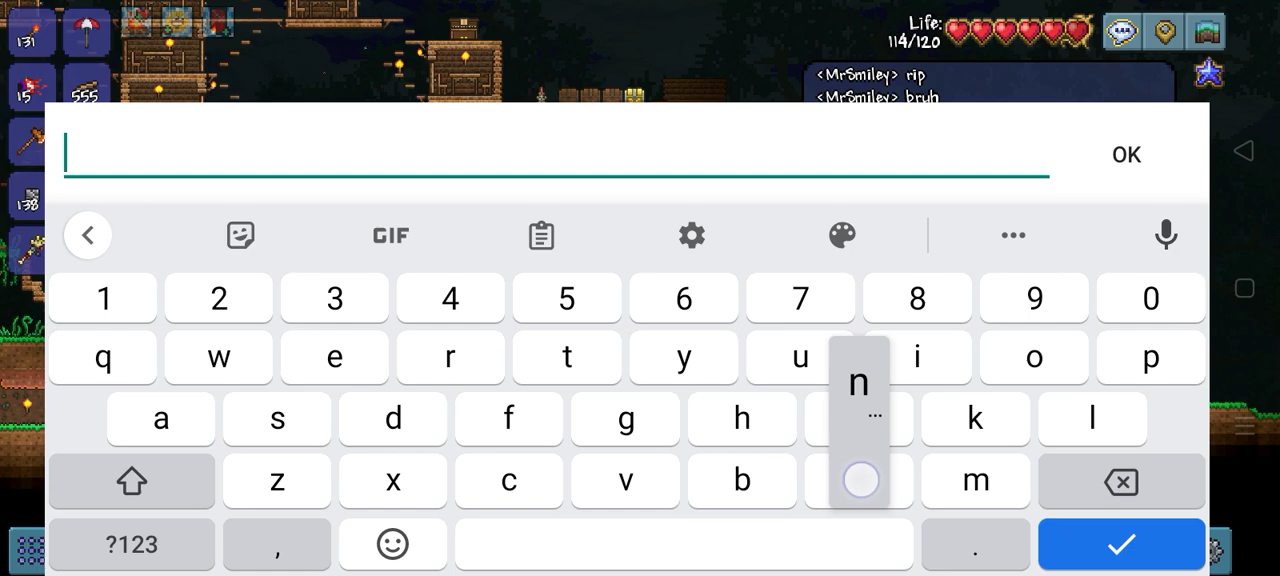 131
Life:
114/120
15
555
<MrSmiley> rip
<MrSmiley> bruh
138
OK
GIF
1 2 3 4 5 6 7 8 9 0
q w e r t y u i o p
n
a s d f g h k l
z x c v b m
?123 , .